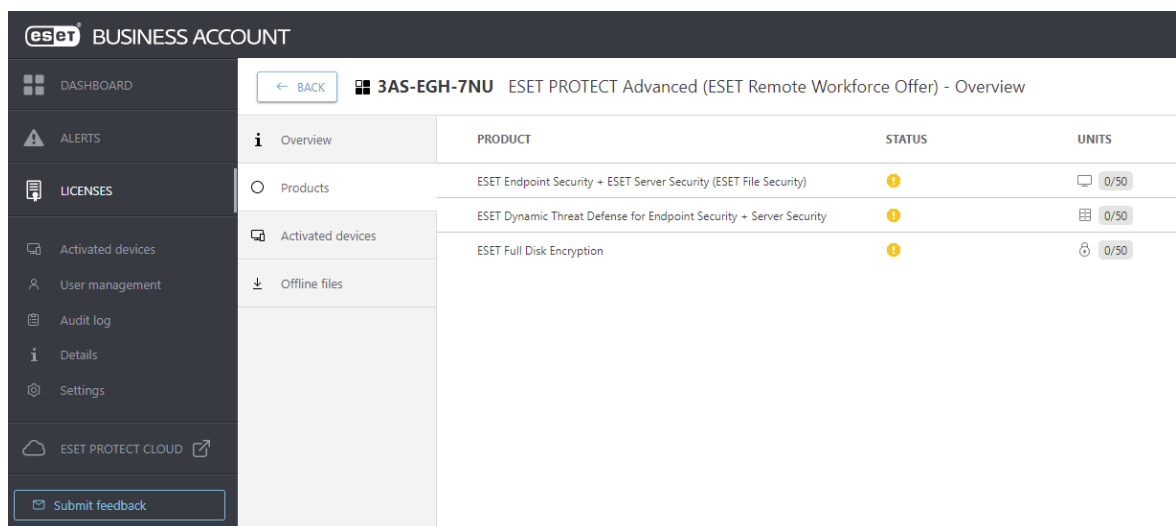 eset BUSINESS ACCOUNT
DASHBOARD
ALERTS
LICENSES
Activated devices
User management
Audit log
Details
Settings
ESET PROTECT CLOUD
Submit feedback
← BACK
3AS-EGH-7NU ESET PROTECT Advanced (ESET Remote Workforce Offer) - Overview
Overview
Products
Activated devices
Offline files
PRODUCT STATUS UNITS
ESET Endpoint Security + ESET Server Security (ESET File Security) 0/50
ESET Dynamic Threat Defense for Endpoint Security + Server Security 0/50
ESET Full Disk Encryption 0/50